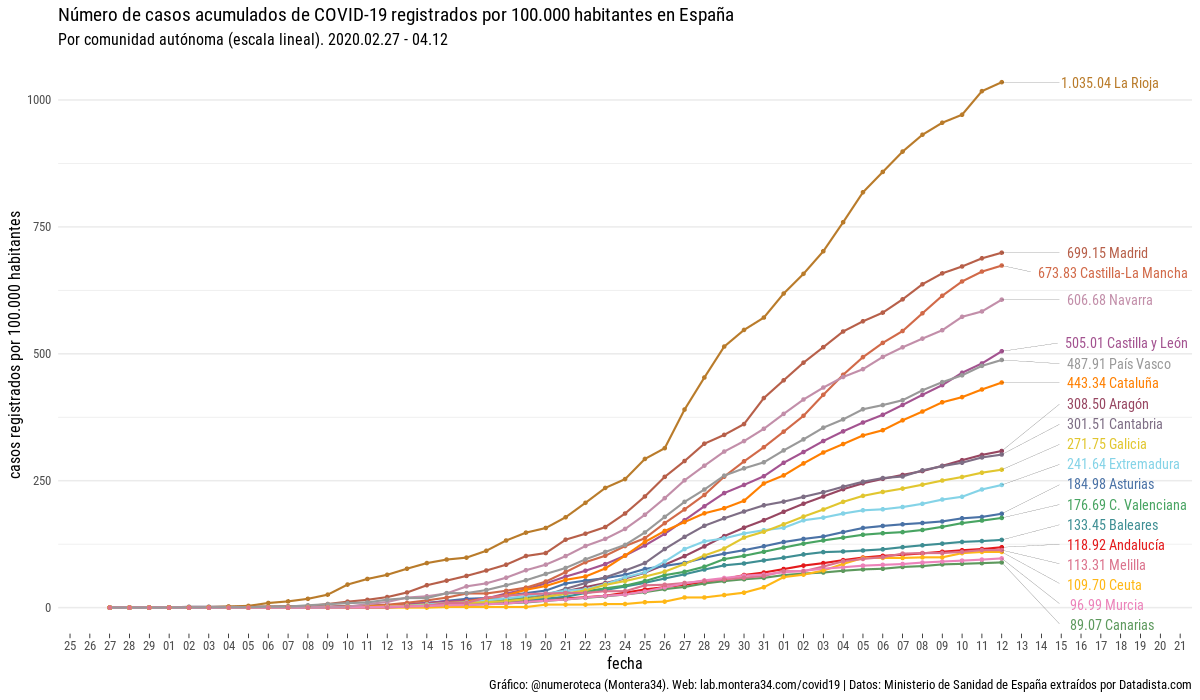 Número de casos acumulados de COVID-19 registrados por 100.000 habitantes en España
Por comunidad autónoma (escala lineal). 2020.02.27 - 04.12
casos registrados por 100.000 habitantes
1000
750
500
250
0
1.035.04 La Rioja
699.15 Madrid
673.83 Castilla-La Mancha
606.68 Navarra
505.01 Castilla y León
487.91 País Vasco
443.34 Cataluña
308.50 Aragón
301.51 Cantabria
271.75 Galicia
241.64 Extremadura
184.98 Asturias
176.69 C. Valenciana
133.45 Baleares
118.92 Andalucía
113.31 Melilla
109.70 Ceuta
96.99 Murcia
89.07 Canarias
25 26 27 28 29 01 02 03 04 05 06 07 08 09 10 11 12 13 14 15 16 17 18 19 20 21 22 23 24 25 26 27 28 29 30 31 01 02 03 04 05 06 07 08 09 10 11 12 13 14 15 16 17 18 19 20 21
fecha
Gráfico: @numeroteca (Montera34). Web: lab.montera34.com/covid19 | Datos: Ministerio de Sanidad de España extraídos por Datadista.com